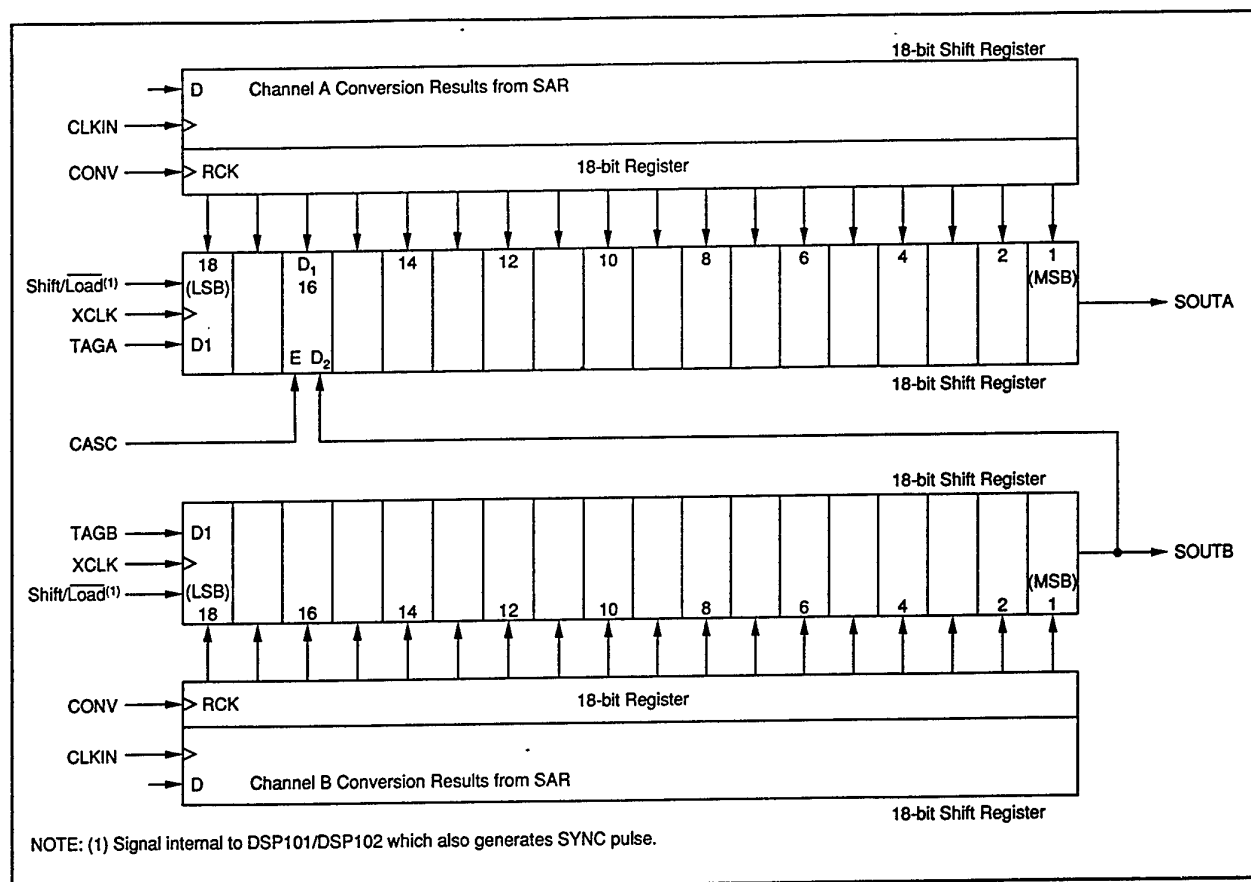 18-bit Shift Register
D Channel A Conversion Results from SAR
CLKIN
CONV RCK 18-bit Register
18 D1 14 12 10 8 6 4 2 1
Shift/Load(1) (LSB) 16 (MSB)
XCLK SOUTA
TAGA D1
E D2
18-bit Shift Register
CASC
18-bit Shift Register
TAGB D1
XCLK SOUTB
Shift/Load(1) (LSB) (MSB)
18 16 14 12 10 8 6 4 2 1
CONV RCK 18-bit Register
CLKIN
D Channel B Conversion Results from SAR
18-bit Shift Register
NOTE: (1) Signal internal to DSP101/DSP102 which also generates SYNC pulse.